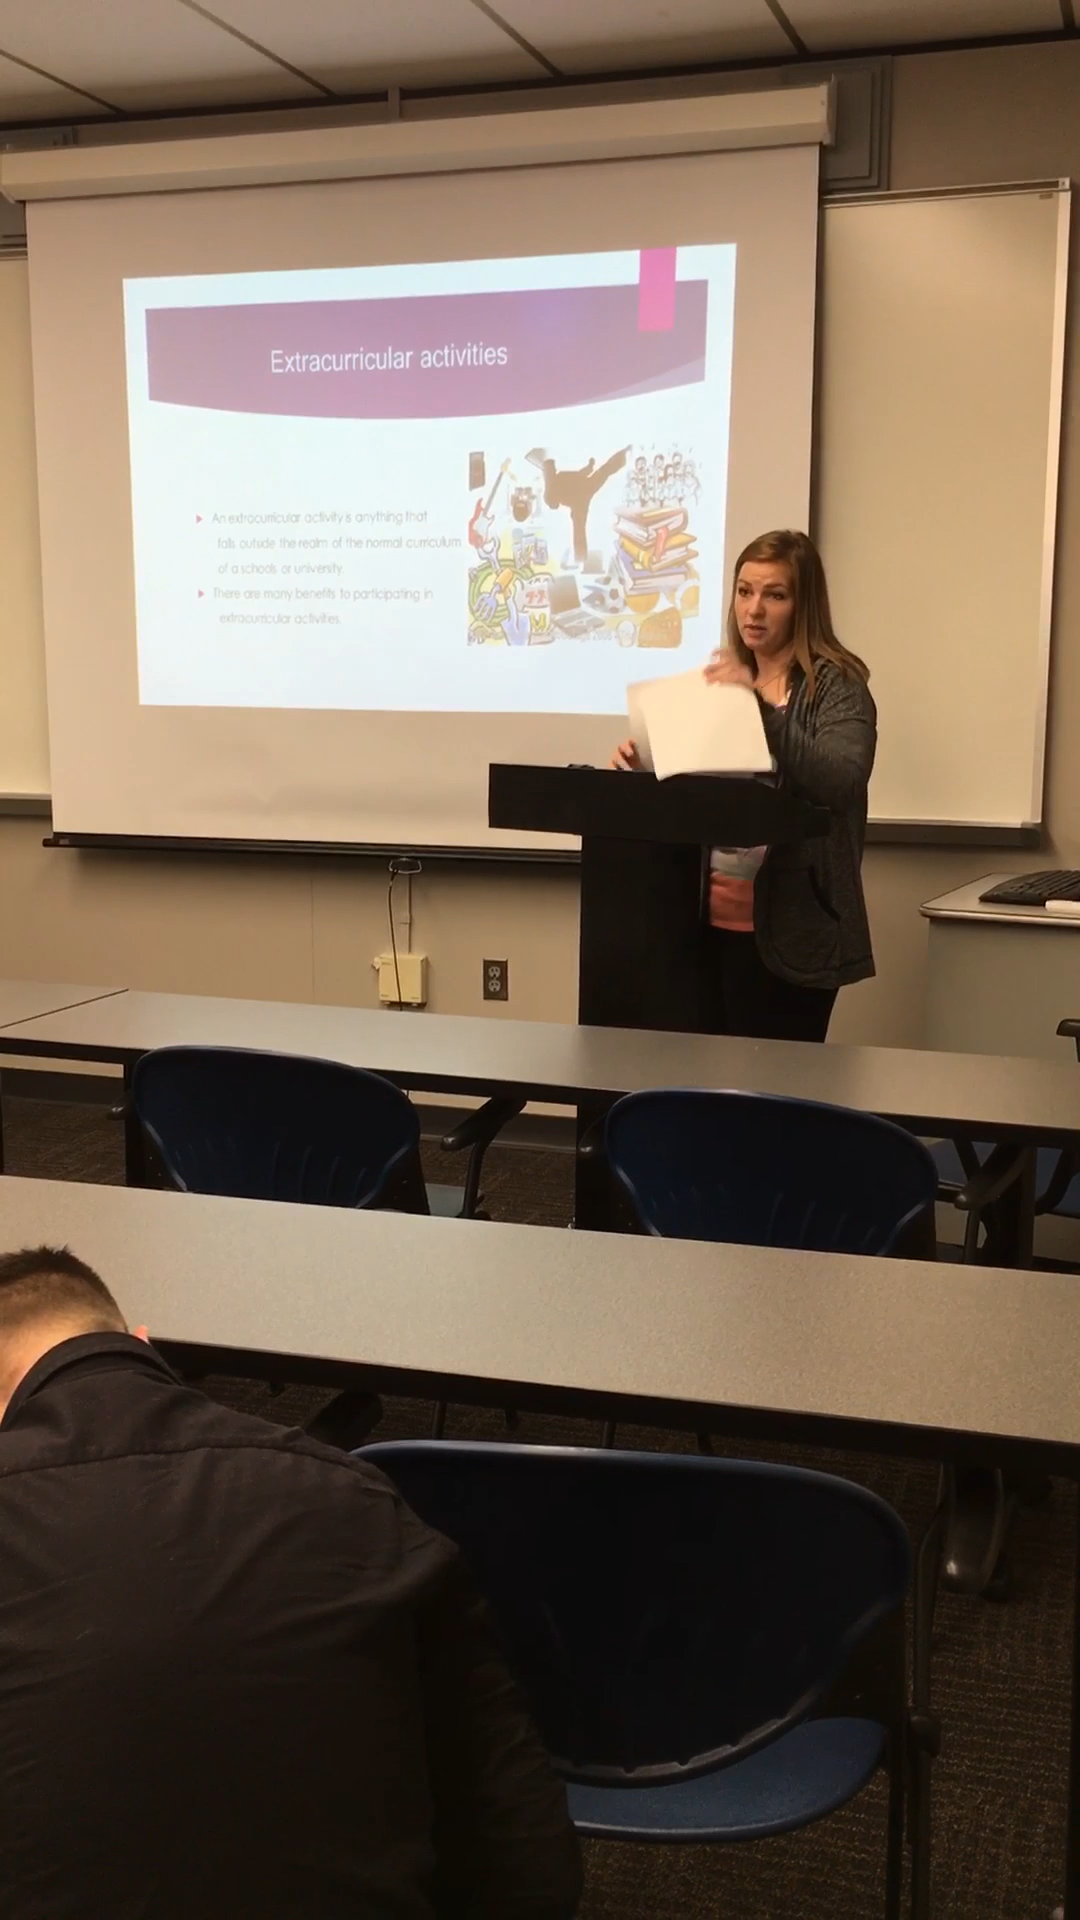 Extracurricular activities
An extracurricular activity is anything that
falls outside the realm of the normal curriculum
of a schools or university.
There are many benefits to participating in
extracurricular activities.